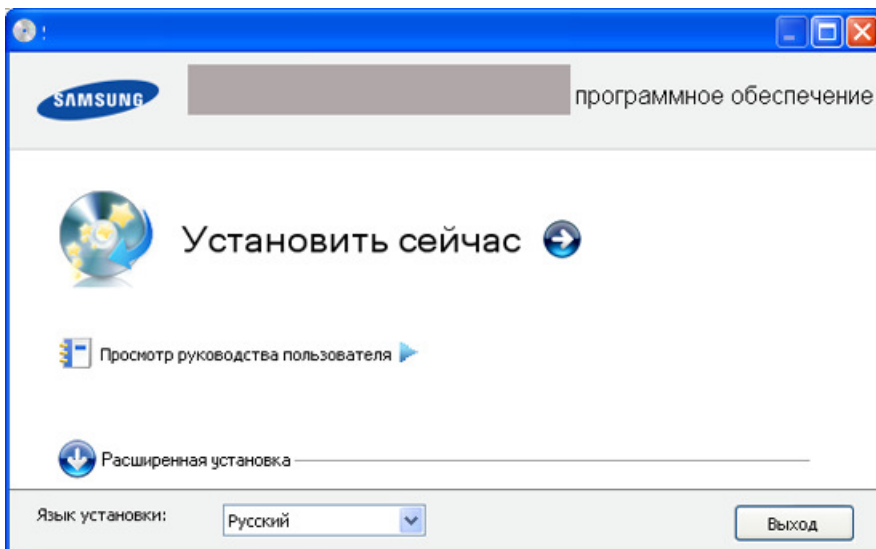 SAMSUNG
программное обеспечение
Установить сейчас
Просмотр руководства пользователя
Расширенная установка
Язык установки:
Русский
Выход